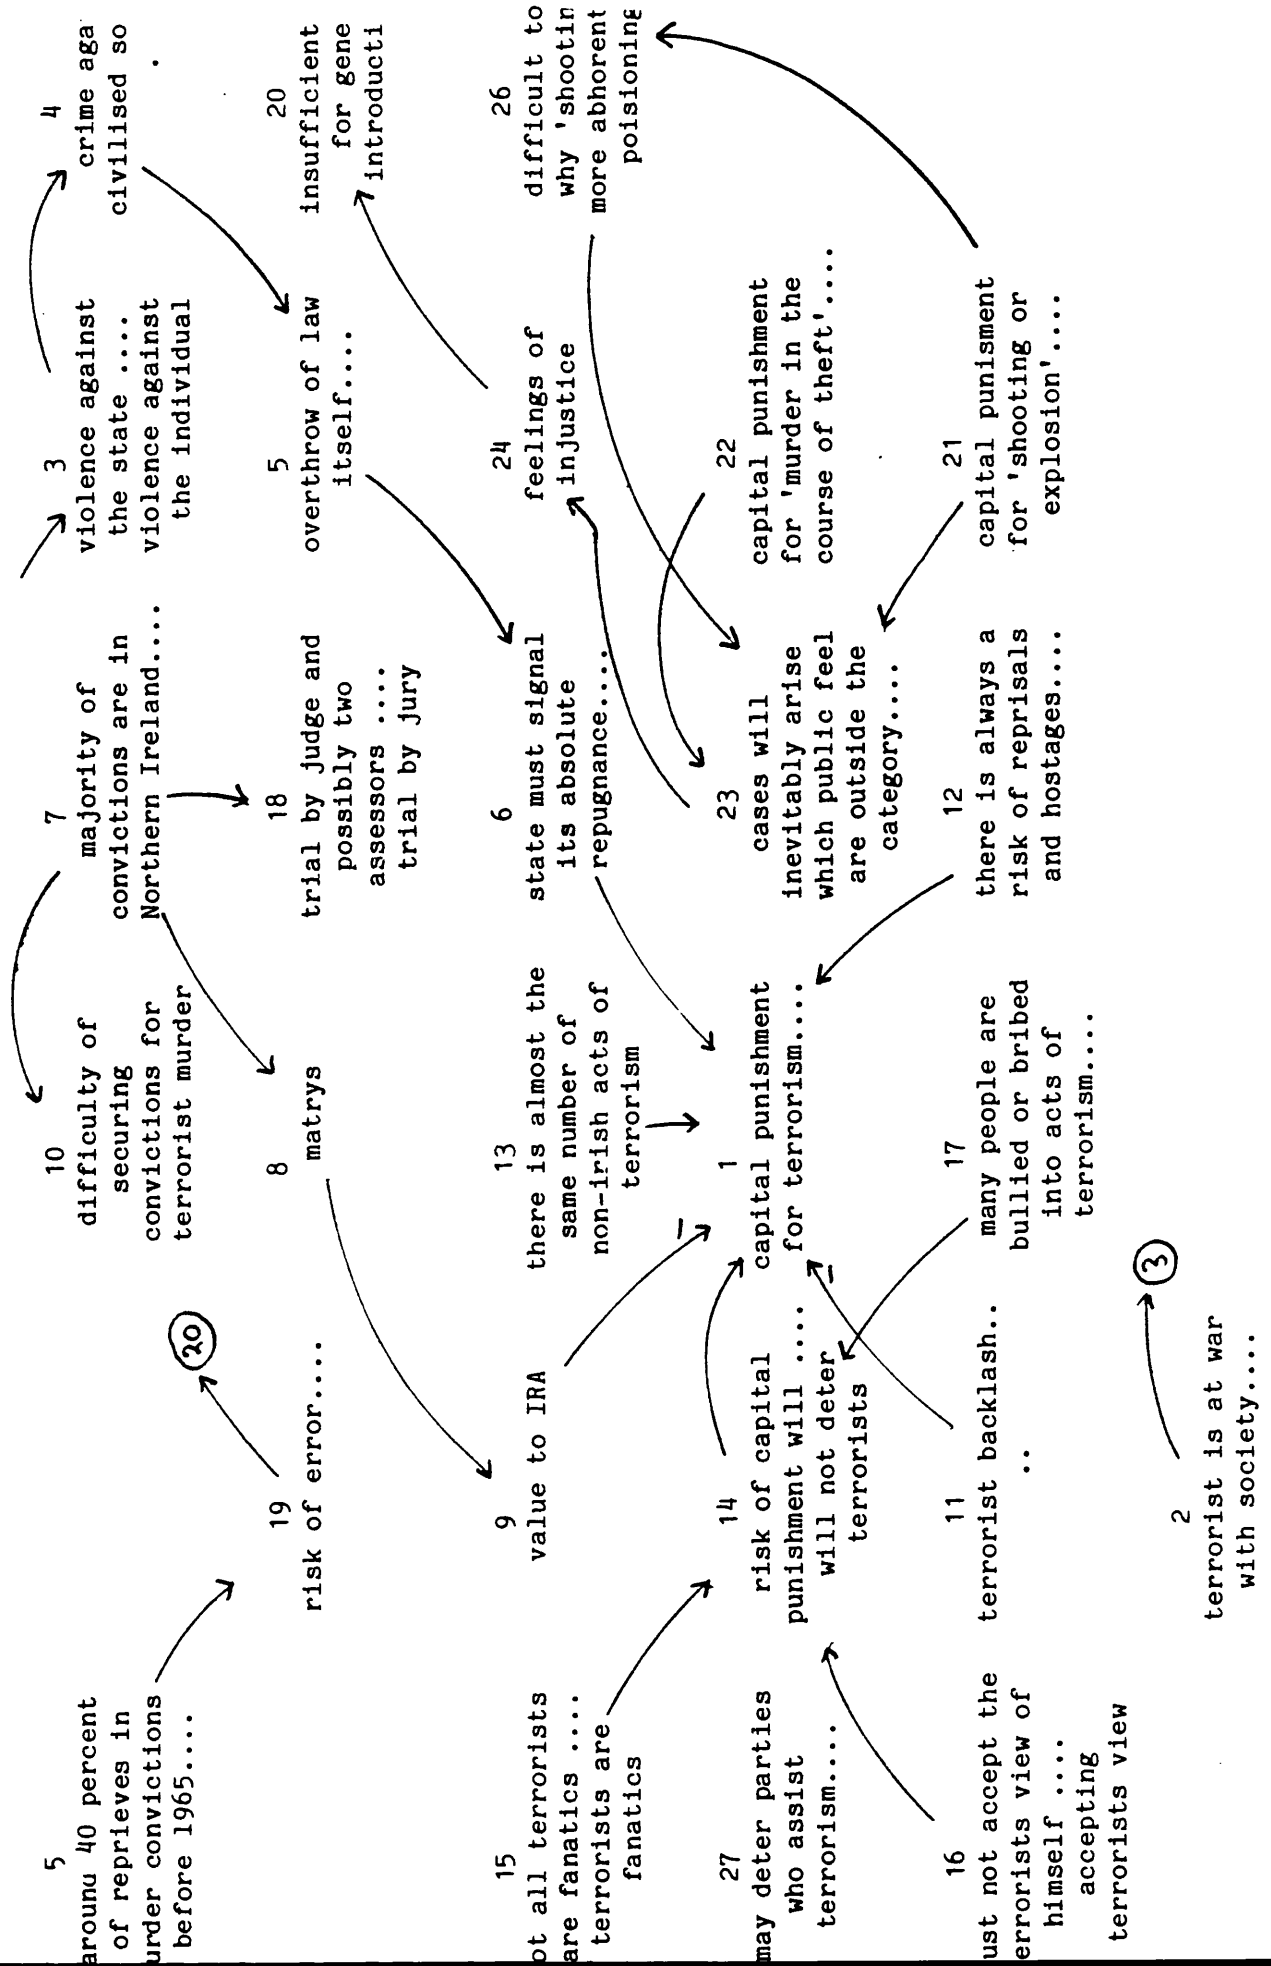 5
around 40 percent
of reprieves in
urder convictions
before 1965....
10
difficulty of
securing
convictions for
terrorist murder
7
majority of
convictions are in
Northern Ireland....
3
violence against
the state ....
violence against
the individual
4
crime aga
civilised so
20
19
risk of error....
8
matrys
18
trial by judge and
possibly two
assessors ....
trial by jury
5
overthrow of law
itself....
20
insufficient
for gene
introducti
15
ot all terrorists
are fanatics ....
terrorists are
fanatics
9
value to IRA
13
there is almost the
same number of
non-irish acts of
terrorism
6
state must signal
its absolute
repugnance....
24
feelings of
injustice
26
difficult to
why 'shootin
more abhorent
poisioning
27
may deter parties
who assist
terrorism....
14
risk of capital
punishment will ....
will not deter
terrorists
1
capital punishment
for terrorism....
–
–
23
cases will
inevitably arise
which public feel
are outside the
category....
22
capital punishment
for 'murder in the
course of theft'....
16
ust not accept the
errorists view of
himself ....
accepting
terrorists view
11
terrorist backlash..
..
17
many people are
bullied or bribed
into acts of
terrorism....
12
there is always a
risk of reprisals
and hostages....
21
capital punisment
for 'shooting or
explosion'....
2
terrorist is at war
with society....
3